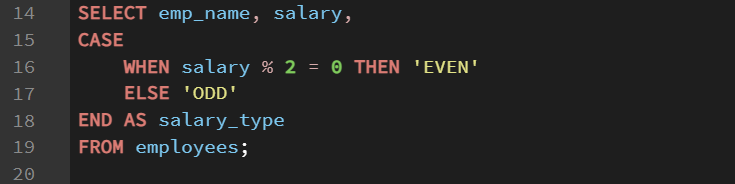 14 SELECT emp_name, salary,
15 CASE
16     WHEN salary % 2 = 0 THEN 'EVEN'
17     ELSE 'ODD'
18 END AS salary_type
19 FROM employees;
20